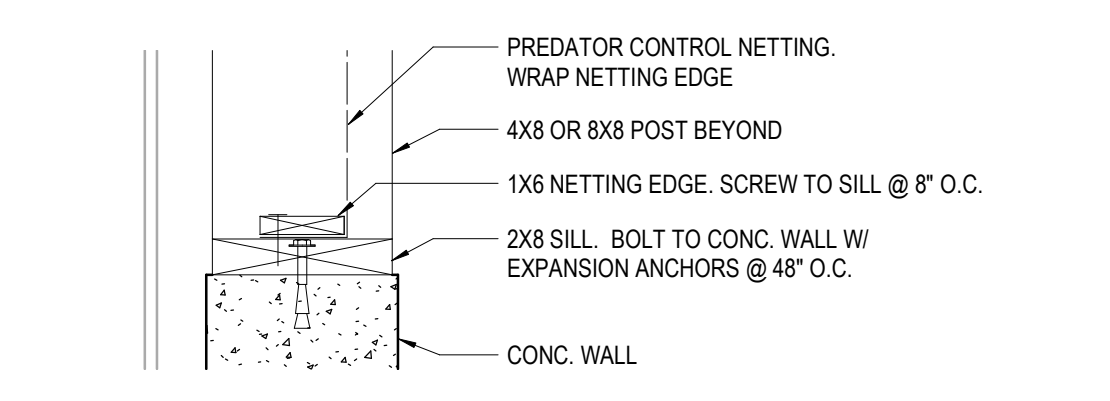 PREDATOR CONTROL NETTING.
WRAP NETTING EDGE
4X8 OR 8X8 POST BEYOND
1X6 NETTING EDGE. SCREW TO SILL @ 8" O.C.
2X8 SILL.  BOLT TO CONC. WALL W/
EXPANSION ANCHORS @ 48" O.C.
CONC. WALL